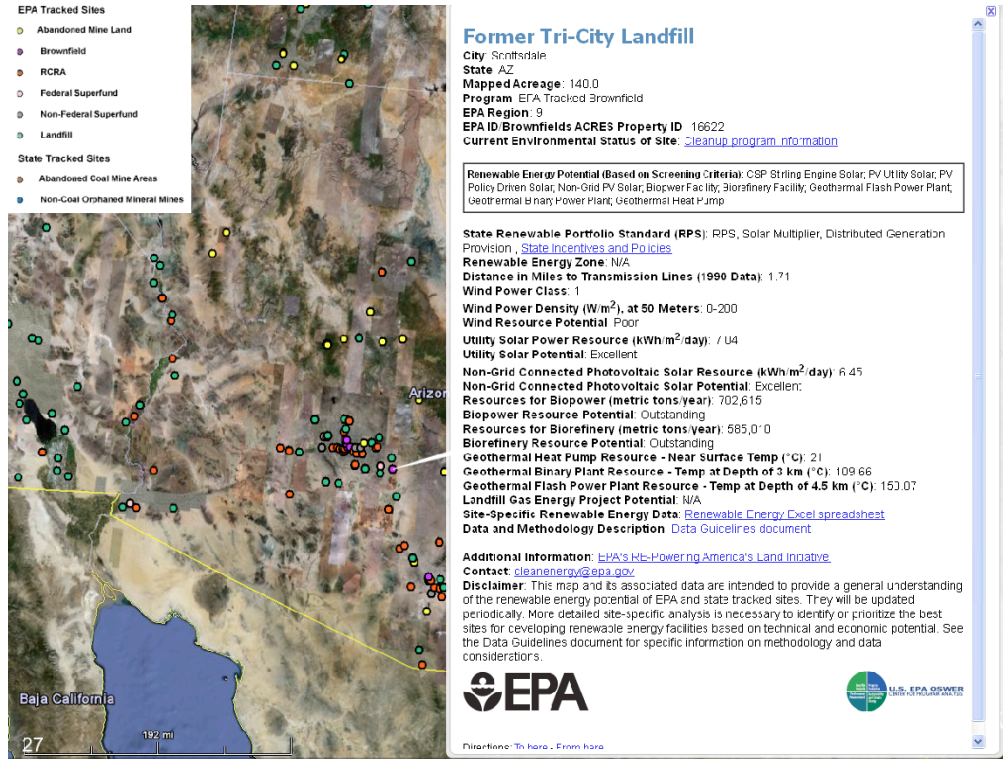 EPA Tracked Sites
Abandoned Mine Land
Brownfield
RCRA
Federal Superfund
Non-Federal Superfund
Landfill
State Tracked Sites
Abandoned Coal Mine Areas
Non-Coal Orphaned Mineral Mines
Arizon
Baja California
192 mi
27
Former Tri-City Landfill
City: Scottsdale
State AZ
Mapped Acreage: 140.0
Program EPA Tracked Brownfield
EPA Region: 9
EPA ID/Brownfields ACRES Property ID 16622
Current Environmental Status of Site: Cleanup program information
Renewable Energy Potential (Based on Screening Criteria): CSP Stirling Engine Solar; PV Utility Solar; PV
Policy Driven Solar; Non-Grid PV Solar; Biopwer Facility; Biorefinery Facility; Geothermal Flash Power Plant;
Geothermal Binary Power Plant; Geothermal Heat Pump
State Renewable Portfolio Standard (RPS): RPS, Solar Multiplier, Distributed Generation
Provision , State Incentives and Policies
Renewable Energy Zone: N/A
Distance in Miles to Transmission Lines (1990 Data): 1.71
Wind Power Class: 1
Wind Power Density (W/m2), at 50 Meters: 0-200
Wind Resource Potential Poor
Utility Solar Power Resource (kWh/m2/day): 7.04
Utility Solar Potential: Excellent
Non-Grid Connected Photovoltaic Solar Resource (kWh/m2/day): 6.45
Non-Grid Connected Photovoltaic Solar Potential: Excellent
Resources for Biopower (metric tons/year): 702,615
Biopower Resource Potential: Outstanding
Resources for Biorefinery (metric tons/year): 585,010
Biorefinery Resource Potential: Outstanding
Geothermal Heat Pump Resource - Near Surface Temp (°C): 21
Geothermal Binary Plant Resource - Temp at Depth of 3 km (°C): 109.66
Geothermal Flash Power Plant Resource - Temp at Depth of 4.5 km (°C): 150.07
Landfill Gas Energy Project Potential: N/A
Site-Specific Renewable Energy Data: Renewable Energy Excel spreadsheet
Data and Methodology Description Data Guidelines document
Additional Information: EPA's RE-Powering America's Land Initiative
Contact: cleanenergy@epa.gov
Disclaimer: This map and its associated data are intended to provide a general understanding
of the renewable energy potential of EPA and state tracked sites. They will be updated
periodically. More detailed site-specific analysis is necessary to identify or prioritize the best
sites for developing renewable energy facilities based on technical and economic potential. See
the Data Guidelines document for specific information on methodology and data
considerations.
EPA
U.S. EPA OSWER
CENTER FOR PROGRAM ANALYSIS
Directions: To here - From here